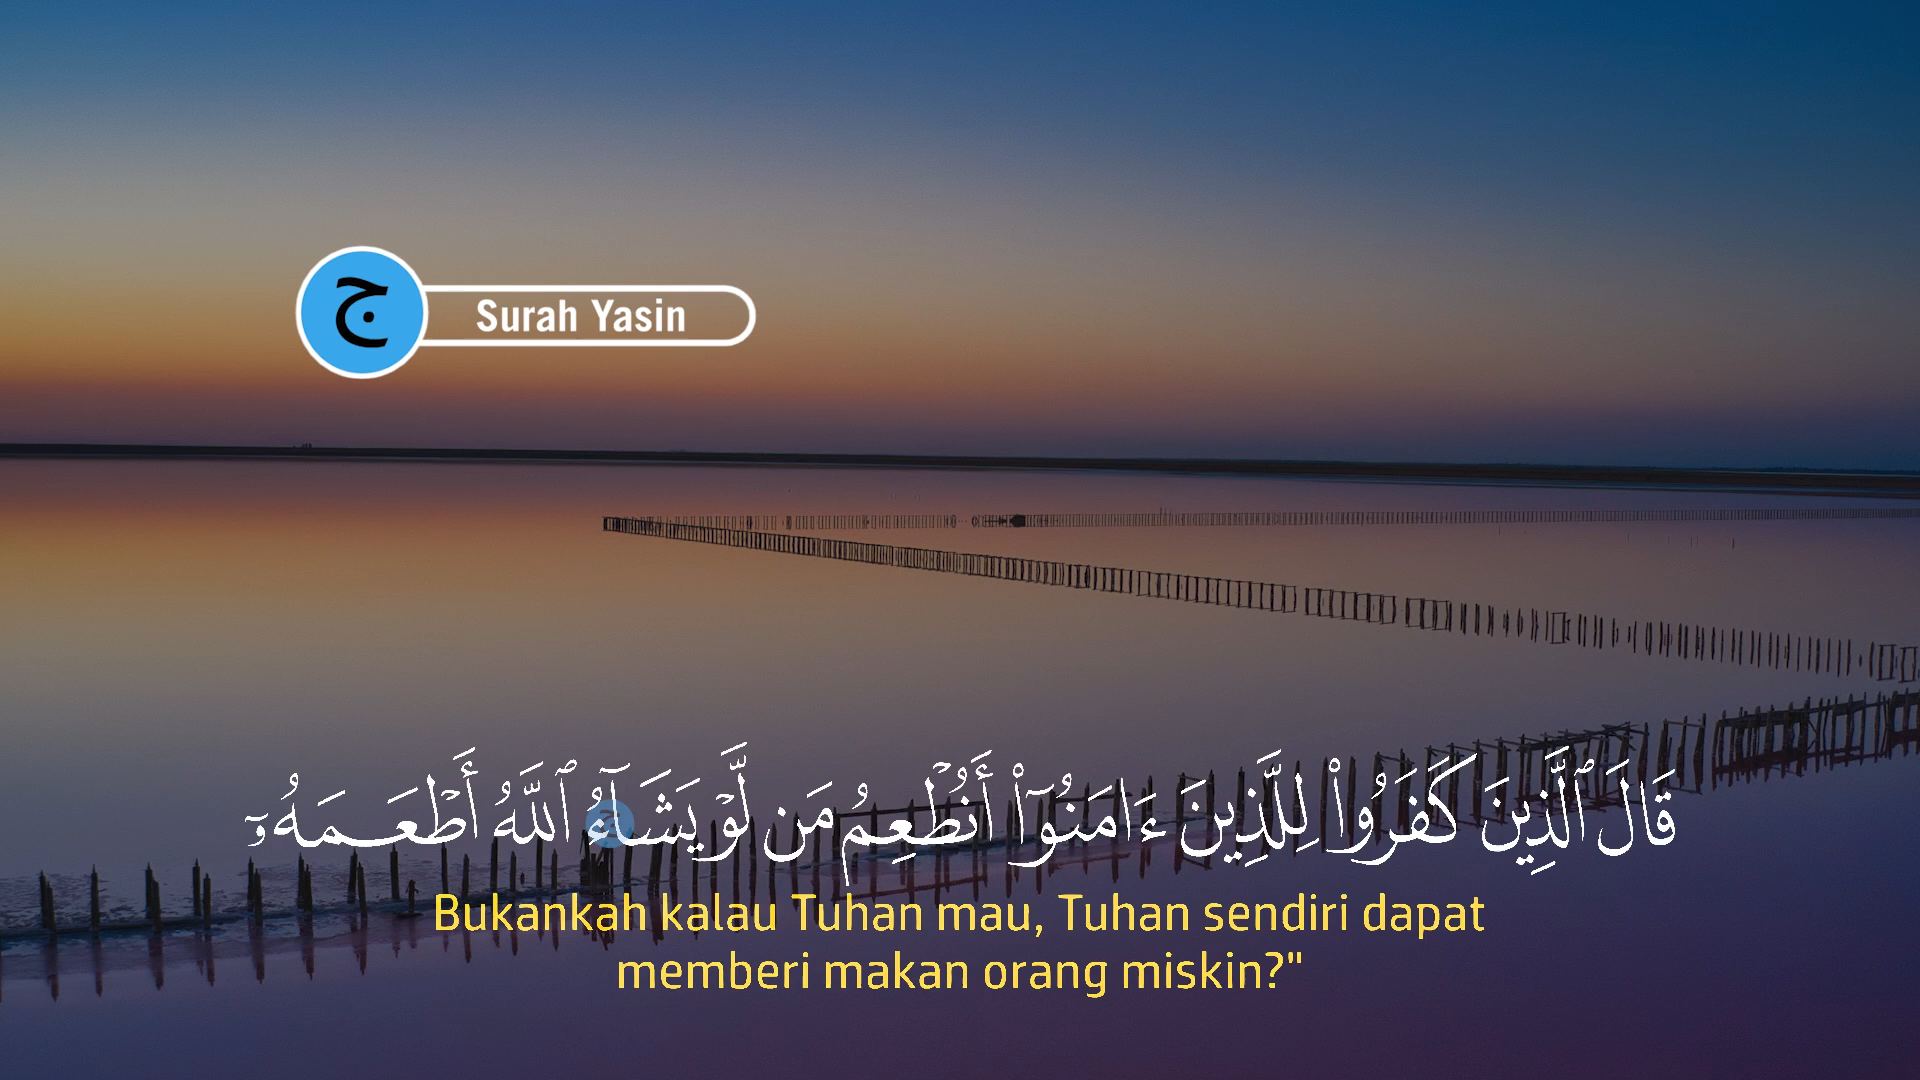 ج
Surah Yasin
قَالَ ٱلَّذِينَ كَفَرُوا۟ لِلَّذِينَ ءَامَنُوٓا۟ أَنُطْعِمُ مَن لَّوْ يَشَآءُ ٱللَّهُ أَطْعَمَهُۥٓ
Bukankah kalau Tuhan mau, Tuhan sendiri dapat
memberi makan orang miskin?"